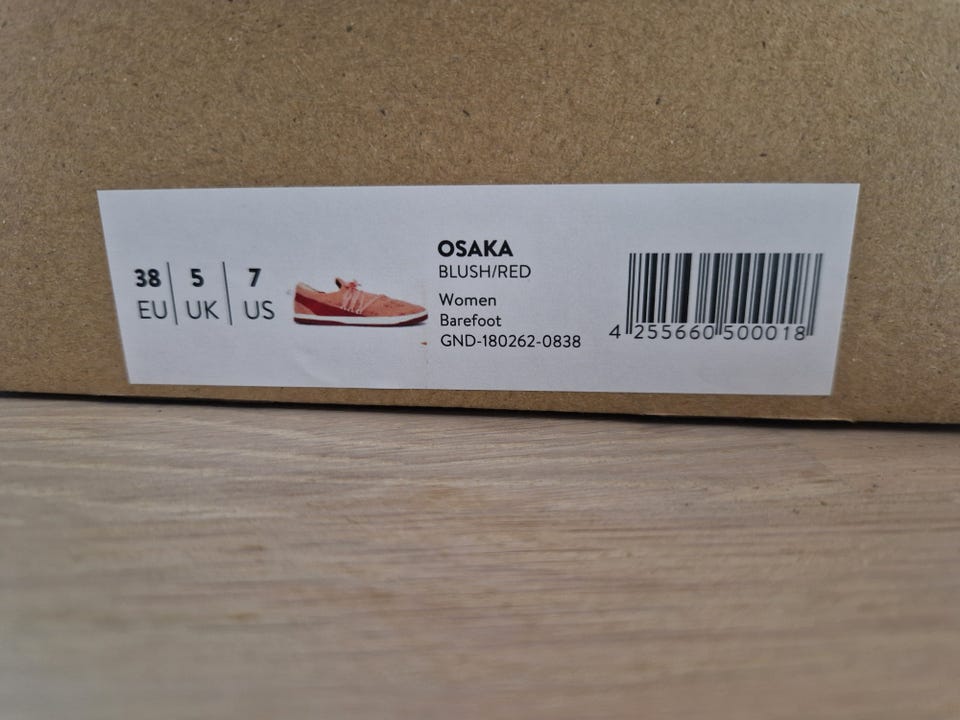 38 5 7
EU UK US
OSAKA
BLUSH/RED
Women
Barefoot
GND-180262-0838
4 255660 500018